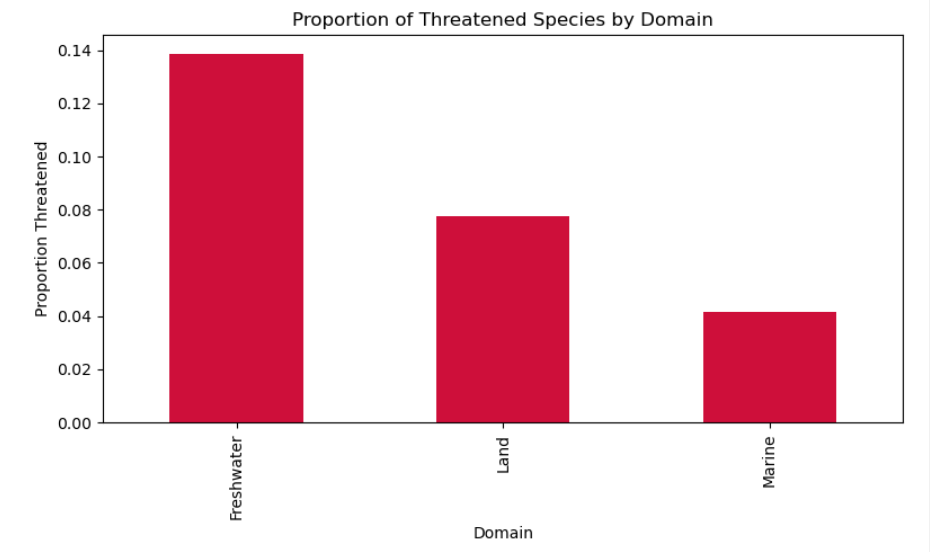 Proportion of Threatened Species by Domain
Proportion Threatened
0.14
0.12
0.10
0.08
0.06
0.04
0.02
0.00
Freshwater
Land
Marine
Domain